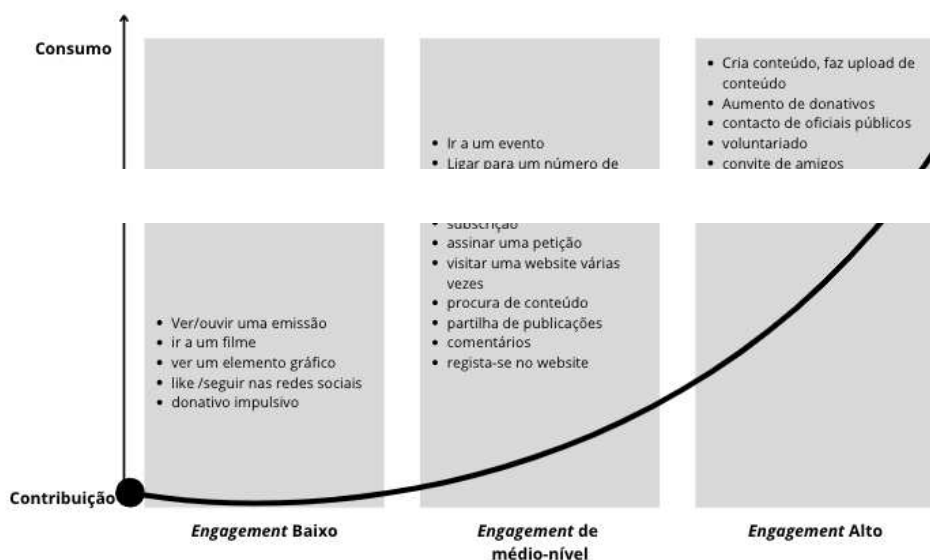 Consumo
• Cria conteúdo, faz upload de
conteúdo
• Aumento de donativos
• contacto de oficiais públicos
• voluntariado
• convite de amigos
• Ir a um evento
• Ligar para um número de
• subscrição
• assinar uma petição
• visitar uma website várias
vezes
• procura de conteúdo
• partilha de publicações
• comentários
• regista-se no website
• Ver/ouvir uma emissão
• ir a um filme
• ver um elemento gráfico
• like /seguir nas redes sociais
• donativo impulsivo
Contribuição
Engagement Baixo
Engagement de
médio-nível
Engagement Alto